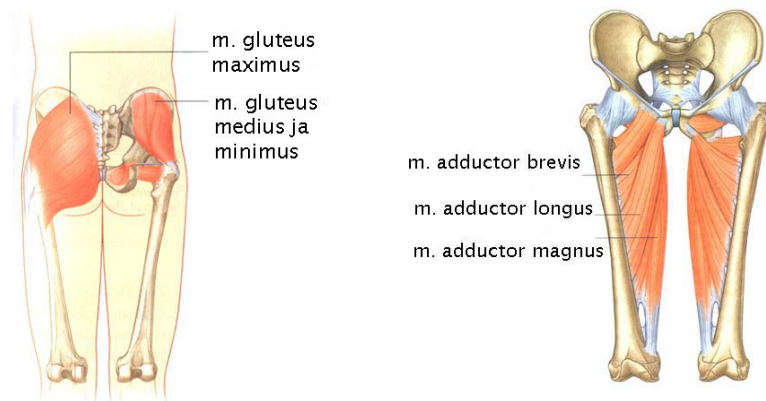 m. gluteus
maximus
m. gluteus
medius ja
minimus
m. adductor brevis
m. adductor longus
m. adductor magnus